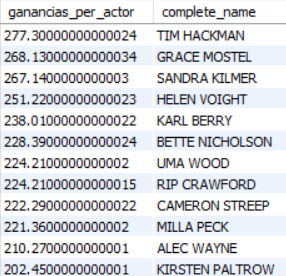 ganancias_per_actor complete_name
277.30000000000024 TIM HACKMAN
268.13000000000034 GRACE MOSTEL
267.1400000000003 SANDRA KILMER
251.22000000000023 HELEN VOIGHT
238.01000000000022 KARL BERRY
228.39000000000024 BETTE NICHOLSON
224.2100000000002 UMA WOOD
224.21000000000015 RIP CRAWFORD
222.29000000000022 CAMERON STREEP
221.3600000000002 MILLA PECK
210.2700000000001 ALEC WAYNE
202.4500000000001 KIRSTEN PALTROW